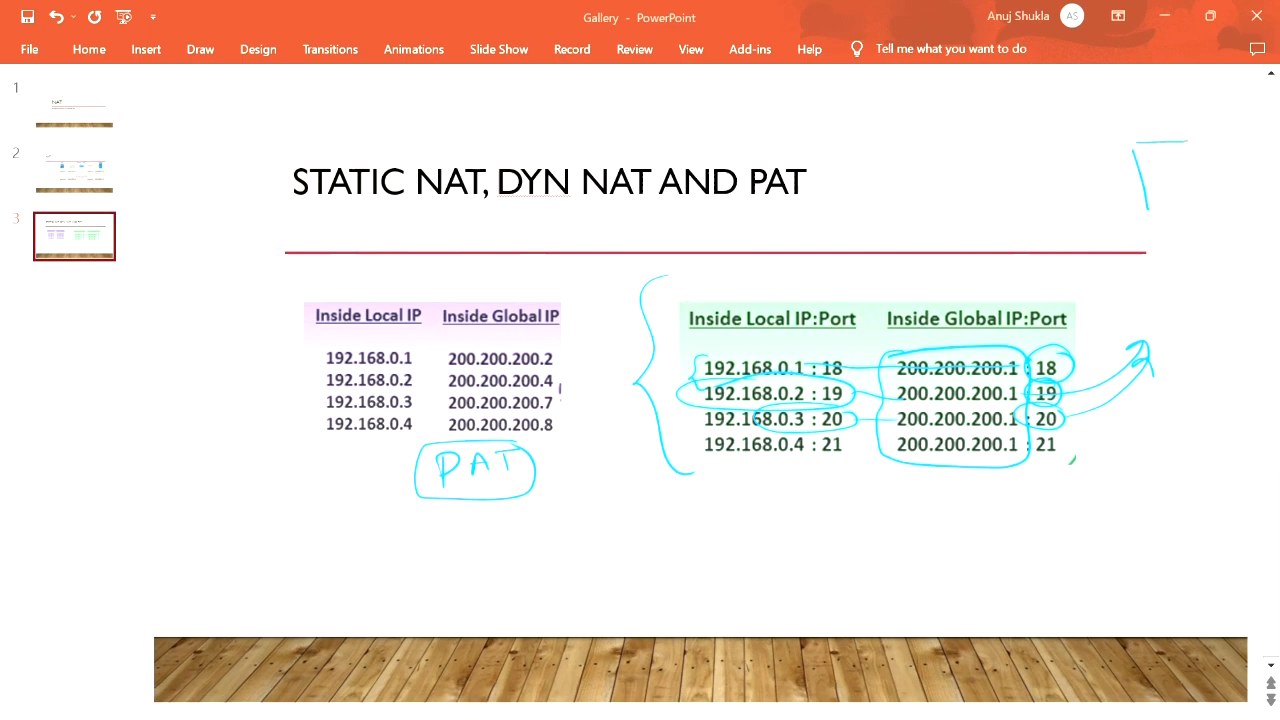 Gallery - PowerPoint
Anuj Shukla AS
File Home Insert Draw Design Transitions Animations Slide Show Record Review View Add-ins Help Tell me what you want to do
1
NAT
2
3
STATIC NAT, DYN NAT AND PAT
Inside Local IP Inside Global IP
192.168.0.1 200.200.200.2
192.168.0.2 200.200.200.4
192.168.0.3 200.200.200.7
192.168.0.4 200.200.200.8
PAT
Inside Local IP:Port Inside Global IP:Port
192.168.0.1 : 18 200.200.200.1 : 18
192.168.0.2 : 19 200.200.200.1 : 19
192.168.0.3 : 20 200.200.200.1 : 20
192.168.0.4 : 21 200.200.200.1 : 21